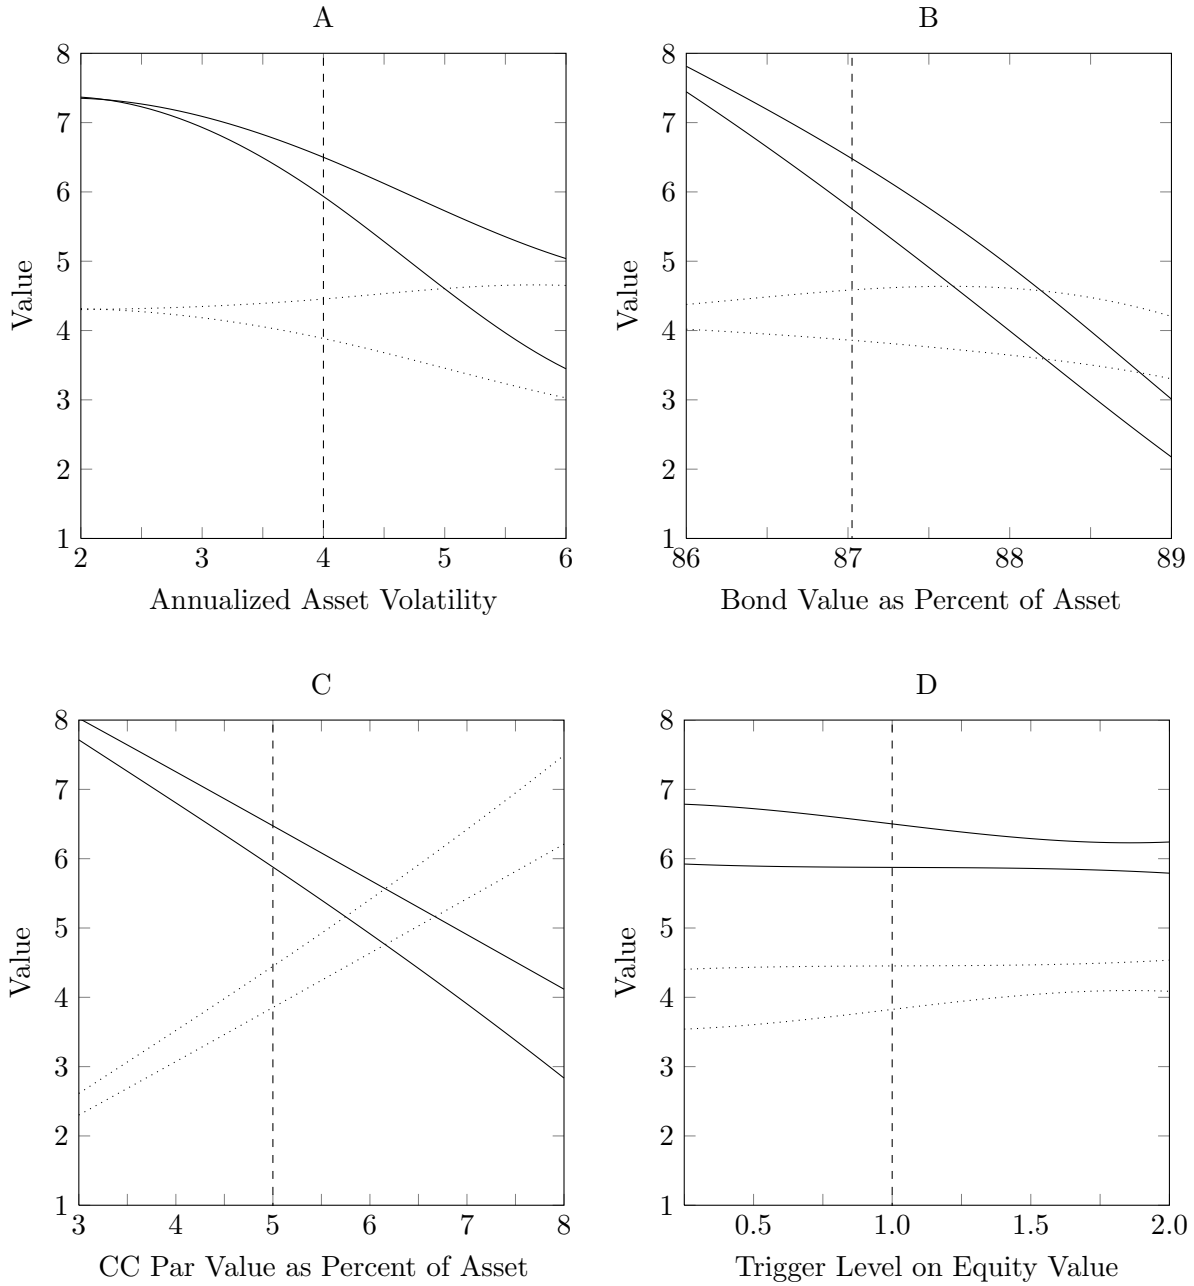 A
8
7
6
5
4
3
2
1
Value
2 3 4 5 6
Annualized Asset Volatility
B
8
7
6
5
4
3
2
1
Value
86 87 88 89
Bond Value as Percent of Asset
C
8
7
6
5
4
3
2
1
Value
3 4 5 6 7 8
CC Par Value as Percent of Asset
D
8
7
6
5
4
3
2
1
Value
0.5 1.0 1.5 2.0
Trigger Level on Equity Value